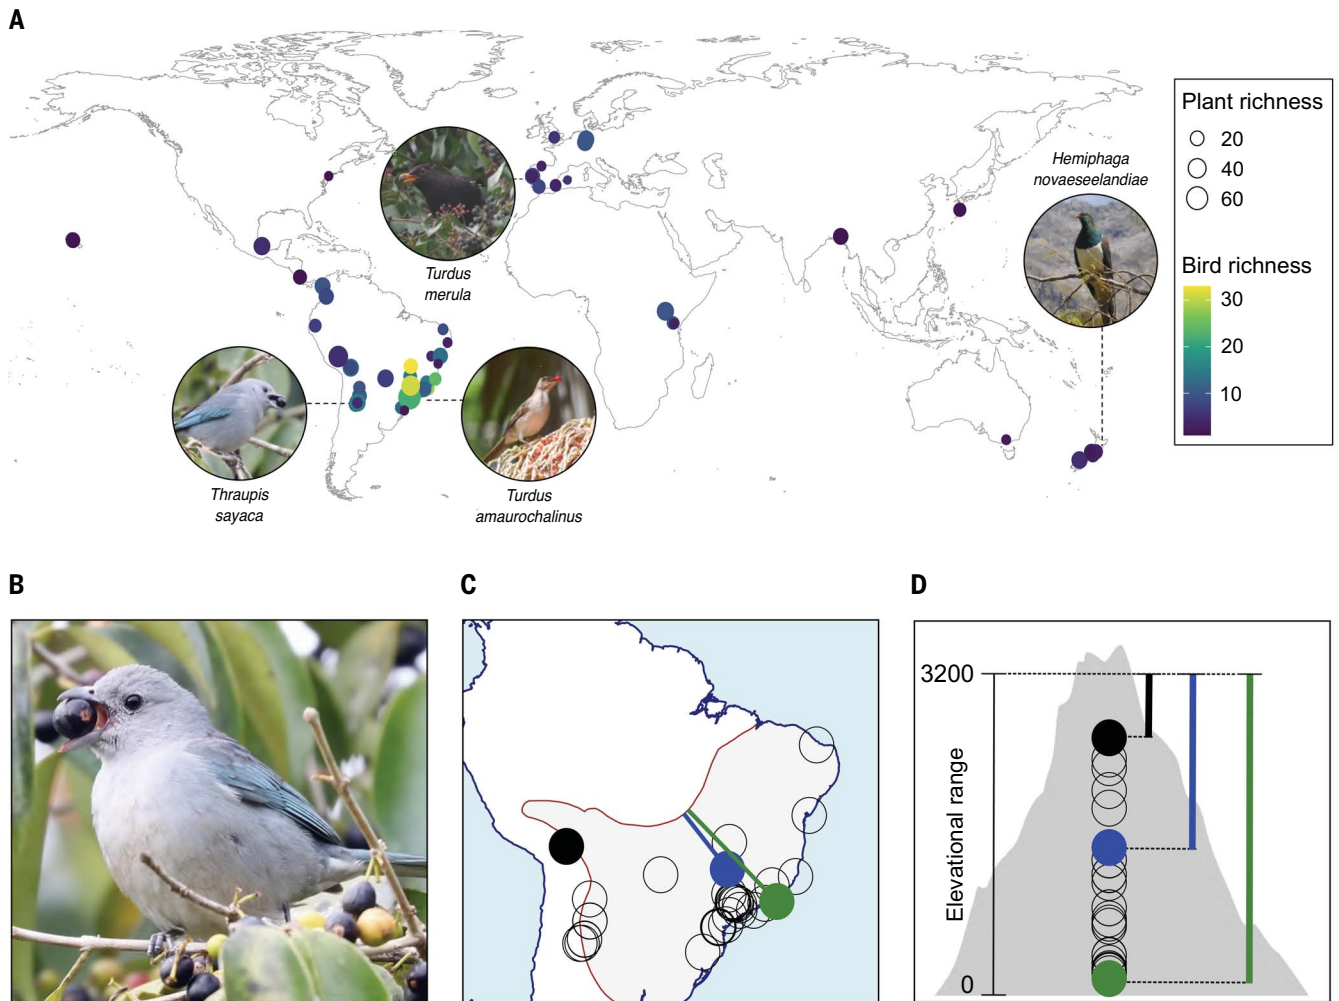 A
Plant richness
20
40
60
Bird richness
30
20
10
Turdus
merula
Hemiphaga
novaeseelandiae
Thraupis
sayaca
Turdus
amaurochalinus
B
C
D
3200
Elevational range
0